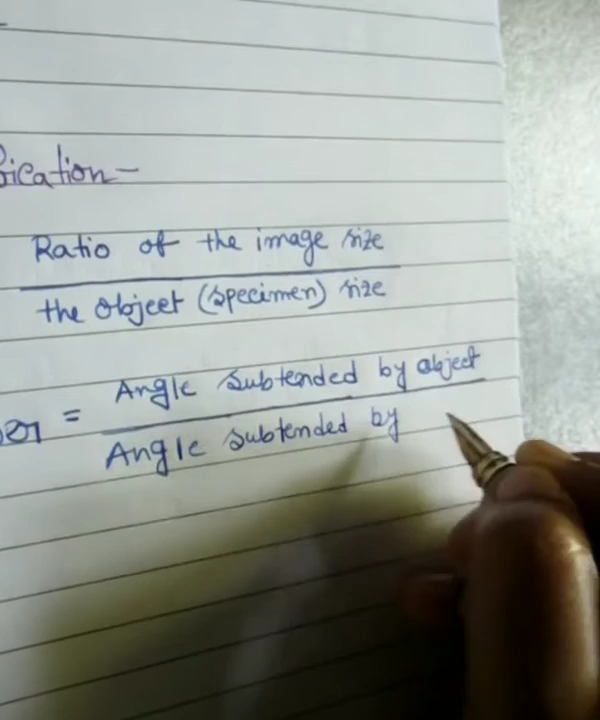 ication-
Ratio of the image size
the object (specimen) size
= Angle subtended by object
Angle subtended by